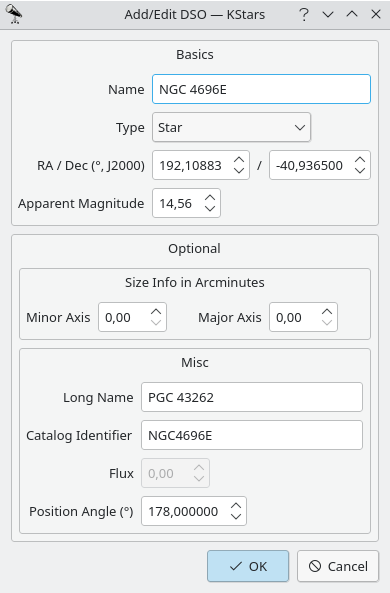 Add/Edit DSO — KStars
Basics
Name NGC 4696E
Type Star
RA / Dec (°, J2000) 192,10883 / -40,936500
Apparent Magnitude 14,56
Optional
Size Info in Arcminutes
Minor Axis 0,00 Major Axis 0,00
Misc
Long Name PGC 43262
Catalog Identifier NGC4696E
Flux 0,00
Position Angle (°) 178,000000
OK Cancel